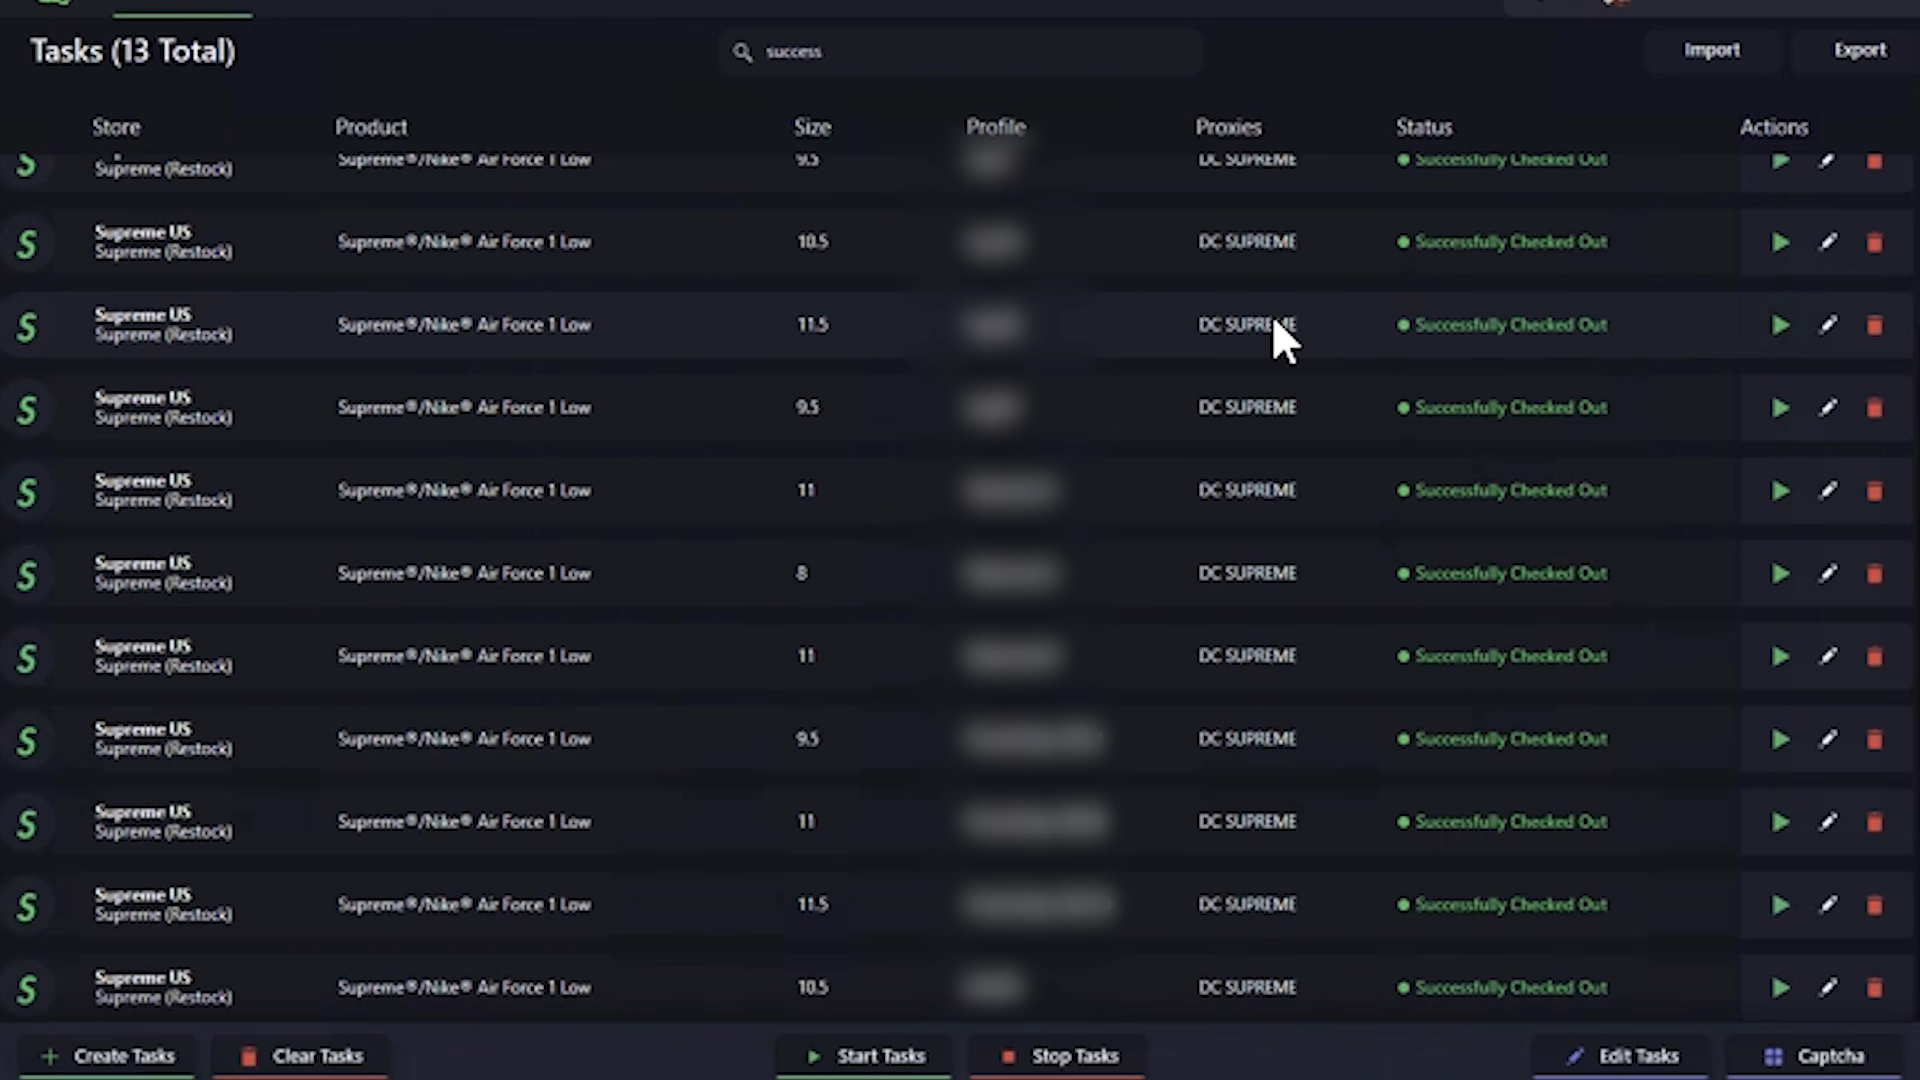 Tasks (13 Total)
success
Import
Export
Store Product Size Profile Proxies Status Actions
Supreme®/Nike® Air Force 1 Low 9.5 DC SUPREME Successfully Checked Out
Supreme (Restock)
Supreme US
Supreme®/Nike® Air Force 1 Low 10.5 DC SUPREME Successfully Checked Out
Supreme (Restock)
Supreme US
Supreme®/Nike® Air Force 1 Low 11.5 DC SUPREME Successfully Checked Out
Supreme (Restock)
Supreme US
Supreme®/Nike® Air Force 1 Low 9.5 DC SUPREME Successfully Checked Out
Supreme (Restock)
Supreme US
Supreme®/Nike® Air Force 1 Low 11 DC SUPREME Successfully Checked Out
Supreme (Restock)
Supreme US
Supreme®/Nike® Air Force 1 Low 8 DC SUPREME Successfully Checked Out
Supreme (Restock)
Supreme US
Supreme®/Nike® Air Force 1 Low 11 DC SUPREME Successfully Checked Out
Supreme (Restock)
Supreme US
Supreme®/Nike® Air Force 1 Low 9.5 DC SUPREME Successfully Checked Out
Supreme (Restock)
Supreme US
Supreme®/Nike® Air Force 1 Low 11 DC SUPREME Successfully Checked Out
Supreme (Restock)
Supreme US
Supreme®/Nike® Air Force 1 Low 11.5 DC SUPREME Successfully Checked Out
Supreme (Restock)
Supreme US
Supreme®/Nike® Air Force 1 Low 10.5 DC SUPREME Successfully Checked Out
Supreme (Restock)
Create Tasks
Clear Tasks
Start Tasks
Stop Tasks
Edit Tasks
Captcha